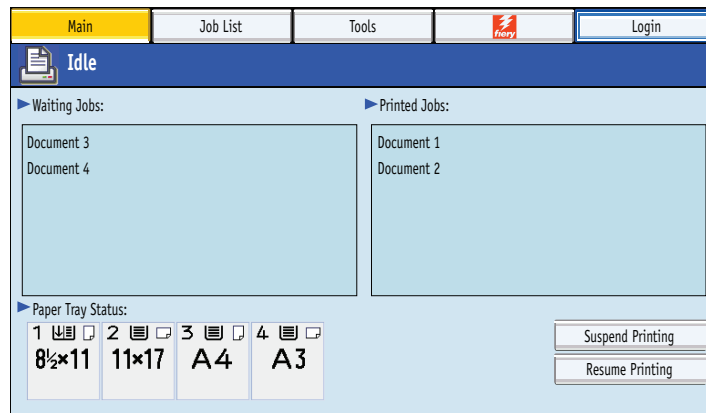 Main Job List Tools fiery Login
Idle
Waiting Jobs: Printed Jobs:
Document 3 Document 1
Document 4 Document 2
Paper Tray Status:
1 2 3 4
8½×11 11×17 A4 A3
Suspend Printing
Resume Printing